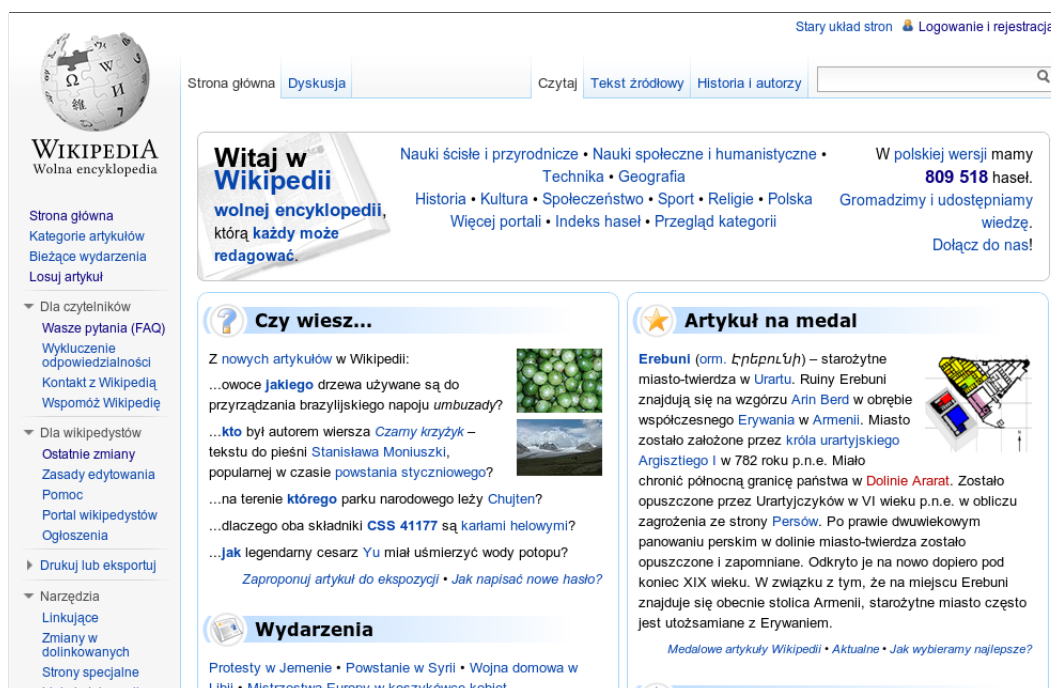 Stary układ stron Logowanie i rejestracja
Strona główna Dyskusja Czytaj Tekst źródłowy Historia i autorzy
WIKIPEDIA
Wolna encyklopedia
Strona główna
Kategorie artykułów
Bieżące wydarzenia
Losuj artykuł
Dla czytelników
Wasze pytania (FAQ)
Wykluczenie
odpowiedzialności
Kontakt z Wikipedią
Wspomóż Wikipedię
Dla wikipedystów
Ostatnie zmiany
Zasady edytowania
Pomoc
Portal wikipedystów
Ogłoszenia
Drukuj lub eksportuj
Narzędzia
Linkujące
Zmiany w
dolinkowanych
Strony specjalne
Witaj w
Wikipedii
wolnej encyklopedii,
którą każdy może
redagować.
Nauki ścisłe i przyrodnicze • Nauki społeczne i humanistyczne •
Technika • Geografia
Historia • Kultura • Społeczeństwo • Sport • Religie • Polska
Więcej portali • Indeks haseł • Przegląd kategorii
W polskiej wersji mamy
809 518 haseł.
Gromadzimy i udostępniamy
wiedzę.
Dołącz do nas!
Czy wiesz...
Z nowych artykułów w Wikipedii:
...owoce jakiego drzewa używane są do
przyrządzania brazylijskiego napoju umbuzady?
...kto był autorem wiersza Czarny krzyżyk –
tekstu do pieśni Stanisława Moniuszki,
popularnej w czasie powstania styczniowego?
...na terenie którego parku narodowego leży Chujten?
...dlaczego oba składniki CSS 41177 są karłami helowymi?
...jak legendarny cesarz Yu miał uśmierzyć wody potopu?
Zaproponuj artykuł do ekspozycji • Jak napisać nowe hasło?
Wydarzenia
Protesty w Jemenie • Powstanie w Syrii • Wojna domowa w
Libii • Mistrzostwa Europy w koszykówce kobiet
Artykuł na medal
Erebuni (orm. Էրեբունի) – starożytne
miasto-twierdza w Urartu. Ruiny Erebuni
znajdują się na wzgórzu Arin Berd w obrębie
współczesnego Erywania w Armenii. Miasto
zostało założone przez króla urartyjskiego
Argisztiego I w 782 roku p.n.e. Miało
chronić północną granicę państwa w Dolinie Ararat. Zostało
opuszczone przez Urartyjczyków w VI wieku p.n.e. w obliczu
zagrożenia ze strony Persów. Po prawie dwuwiekowym
panowaniu perskim w dolinie miasto-twierdza zostało
opuszczone i zapomniane. Odkryto je na nowo dopiero pod
koniec XIX wieku. W związku z tym, że na miejscu Erebuni
znajduje się obecnie stolica Armenii, starożytne miasto często
jest utożsamiane z Erywaniem.
Medalowe artykuły Wikipedii • Aktualne • Jak wybieramy najlepsze?